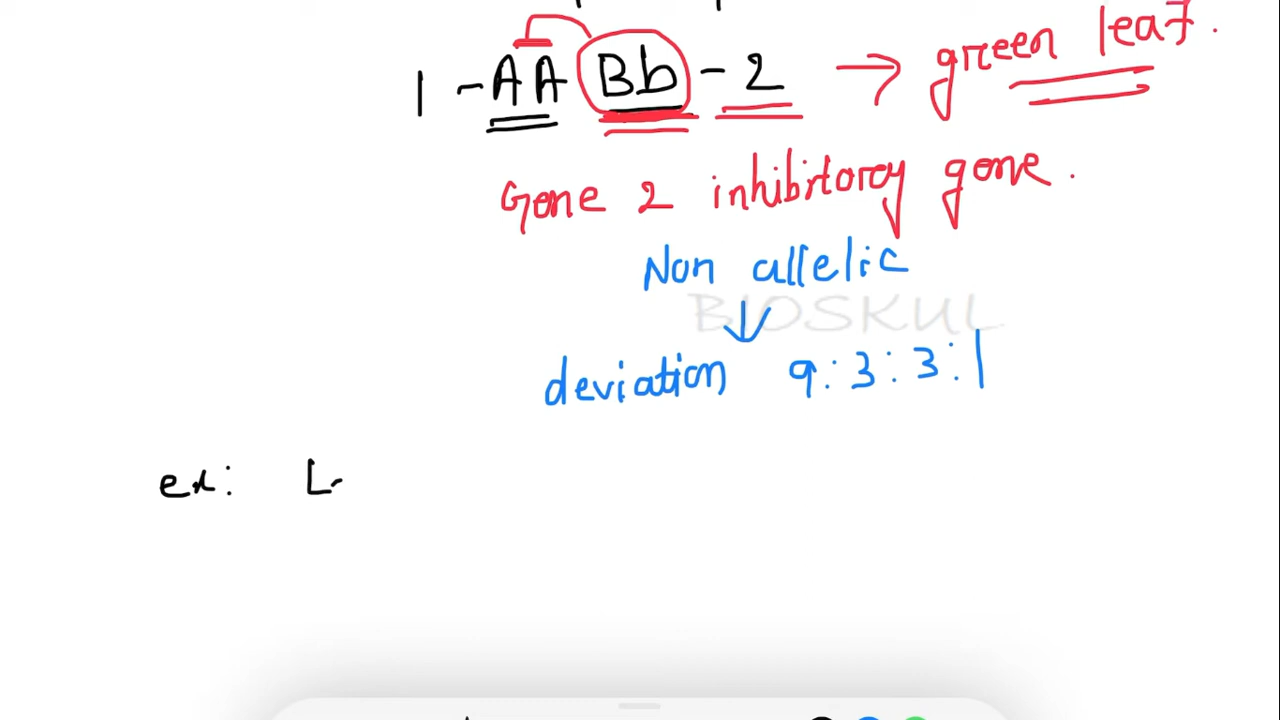 1 - AA Bb - 2 → green leaf.
Gene 2 inhibitory gene.
Non allelic
BIOSKUL
↓
deviation 9:3:3:1
ex: L